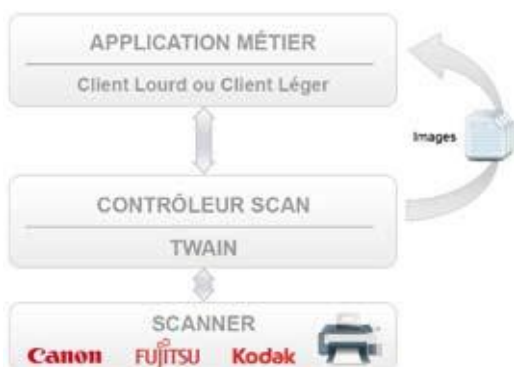 APPLICATION MÉTIER
Client Lourd ou Client Léger
Images
CONTRÔLEUR SCAN
TWAIN
SCANNER
Canon FUJITSU Kodak